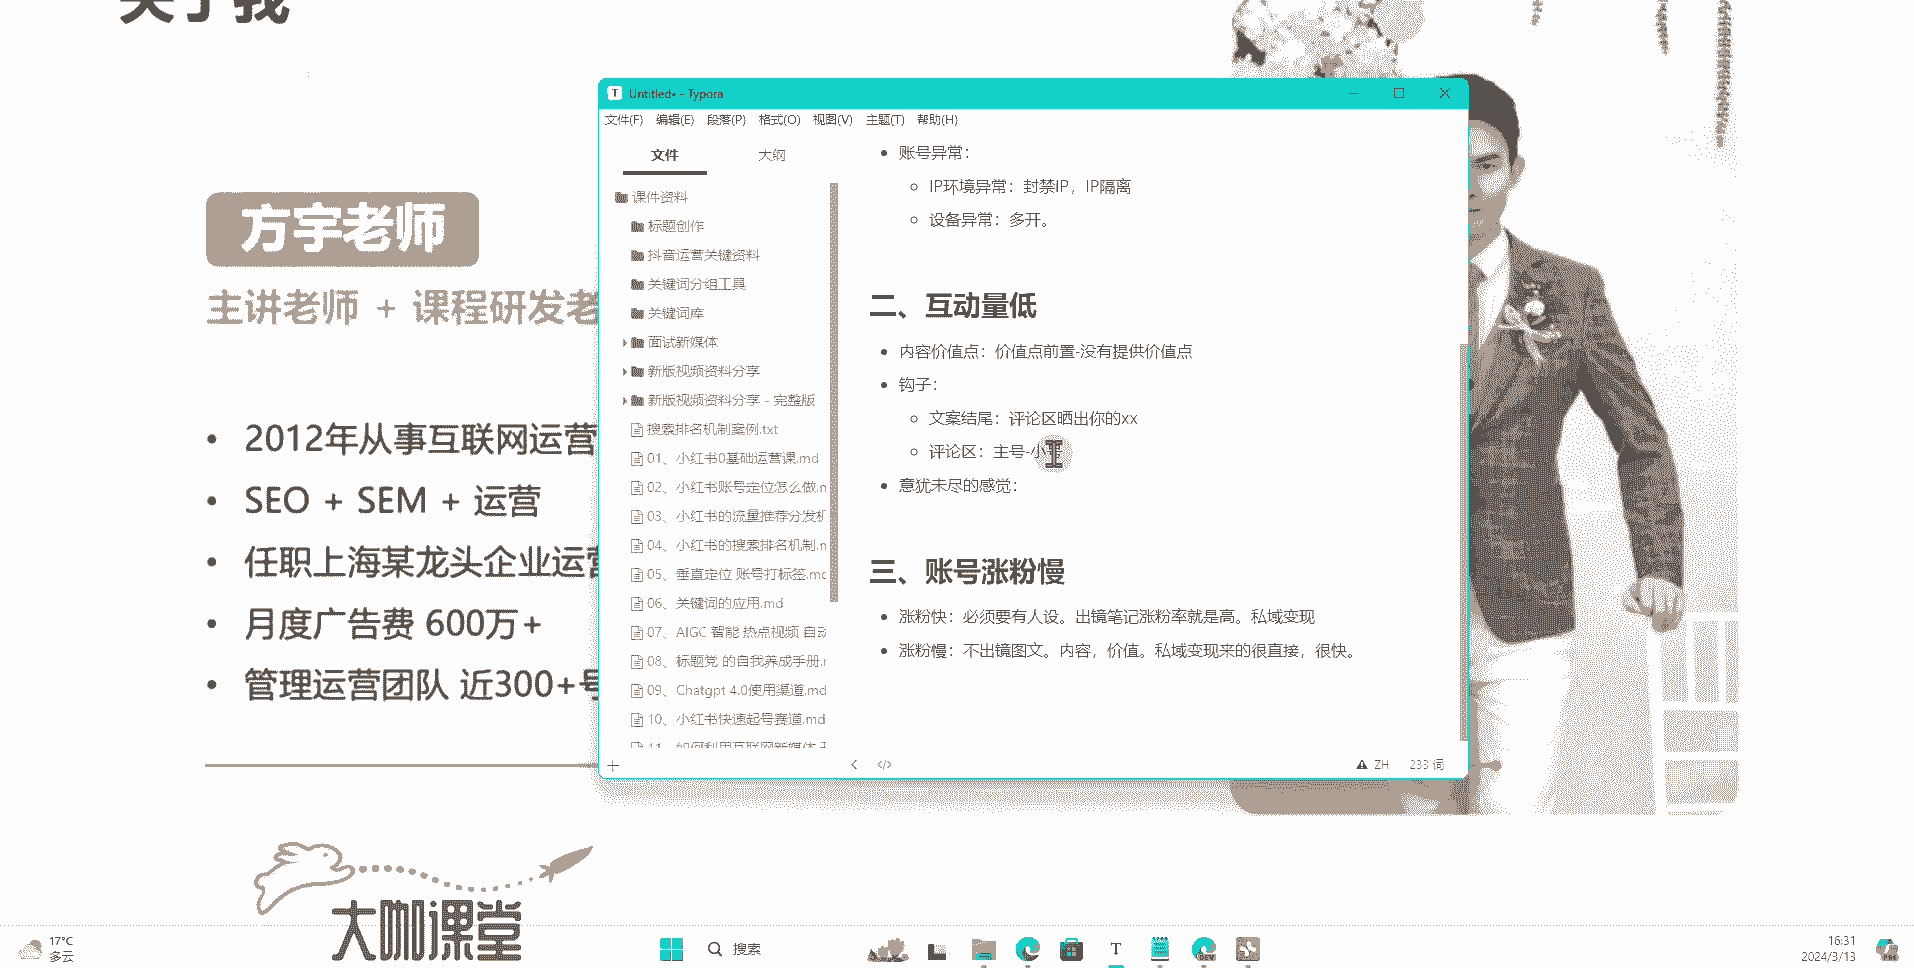 关于我
方宇老师
主讲老师 + 课程研发老
2012年从事互联网运营
SEO + SEM + 运营
任职上海某龙头企业运营
月度广告费 600万+
管理运营团队 近300+号
大咖课堂
Untitled• - Typora
文件(F) 编辑(E) 段落(P) 格式(O) 视图(V) 主题(T) 帮助(H)
文件 大纲
课件资料
标题创作
抖音运营关键资料
关键词分组工具
关键词库
面试新媒体
新版视频资料分享
新版视频资料分享 - 完整版
搜索排名机制案例.txt
01、小红书0基础运营课.md
02、小红书账号定位怎么做.m
03、小红书的流量推荐分发机
04、小红书的搜索排名机制.m
05、垂直定位 账号打标签.md
06、关键词的应用.md
07、AIGC 智能 热点视频 自动
08、标题党 的自我养成手册.m
09、Chatgpt 4.0使用渠道.md
10、小红书快速起号赛道.md
11、如何利用互联网新媒体
账号异常：
IP环境异常：封禁IP，IP隔离
设备异常：多开。
二、互动量低
内容价值点：价值点前置-没有提供价值点
钩子：
文案结尾：评论区晒出你的xx
评论区：主号-小
意犹未尽的感觉：
三、账号涨粉慢
涨粉快：必须要有人设。出镜笔记涨粉率就是高。私域变现
涨粉慢：不出镜图文。内容，价值。私域变现来的很直接，很快。
ZH 233 词
17°C
多云
搜索
16:31
2024/3/13